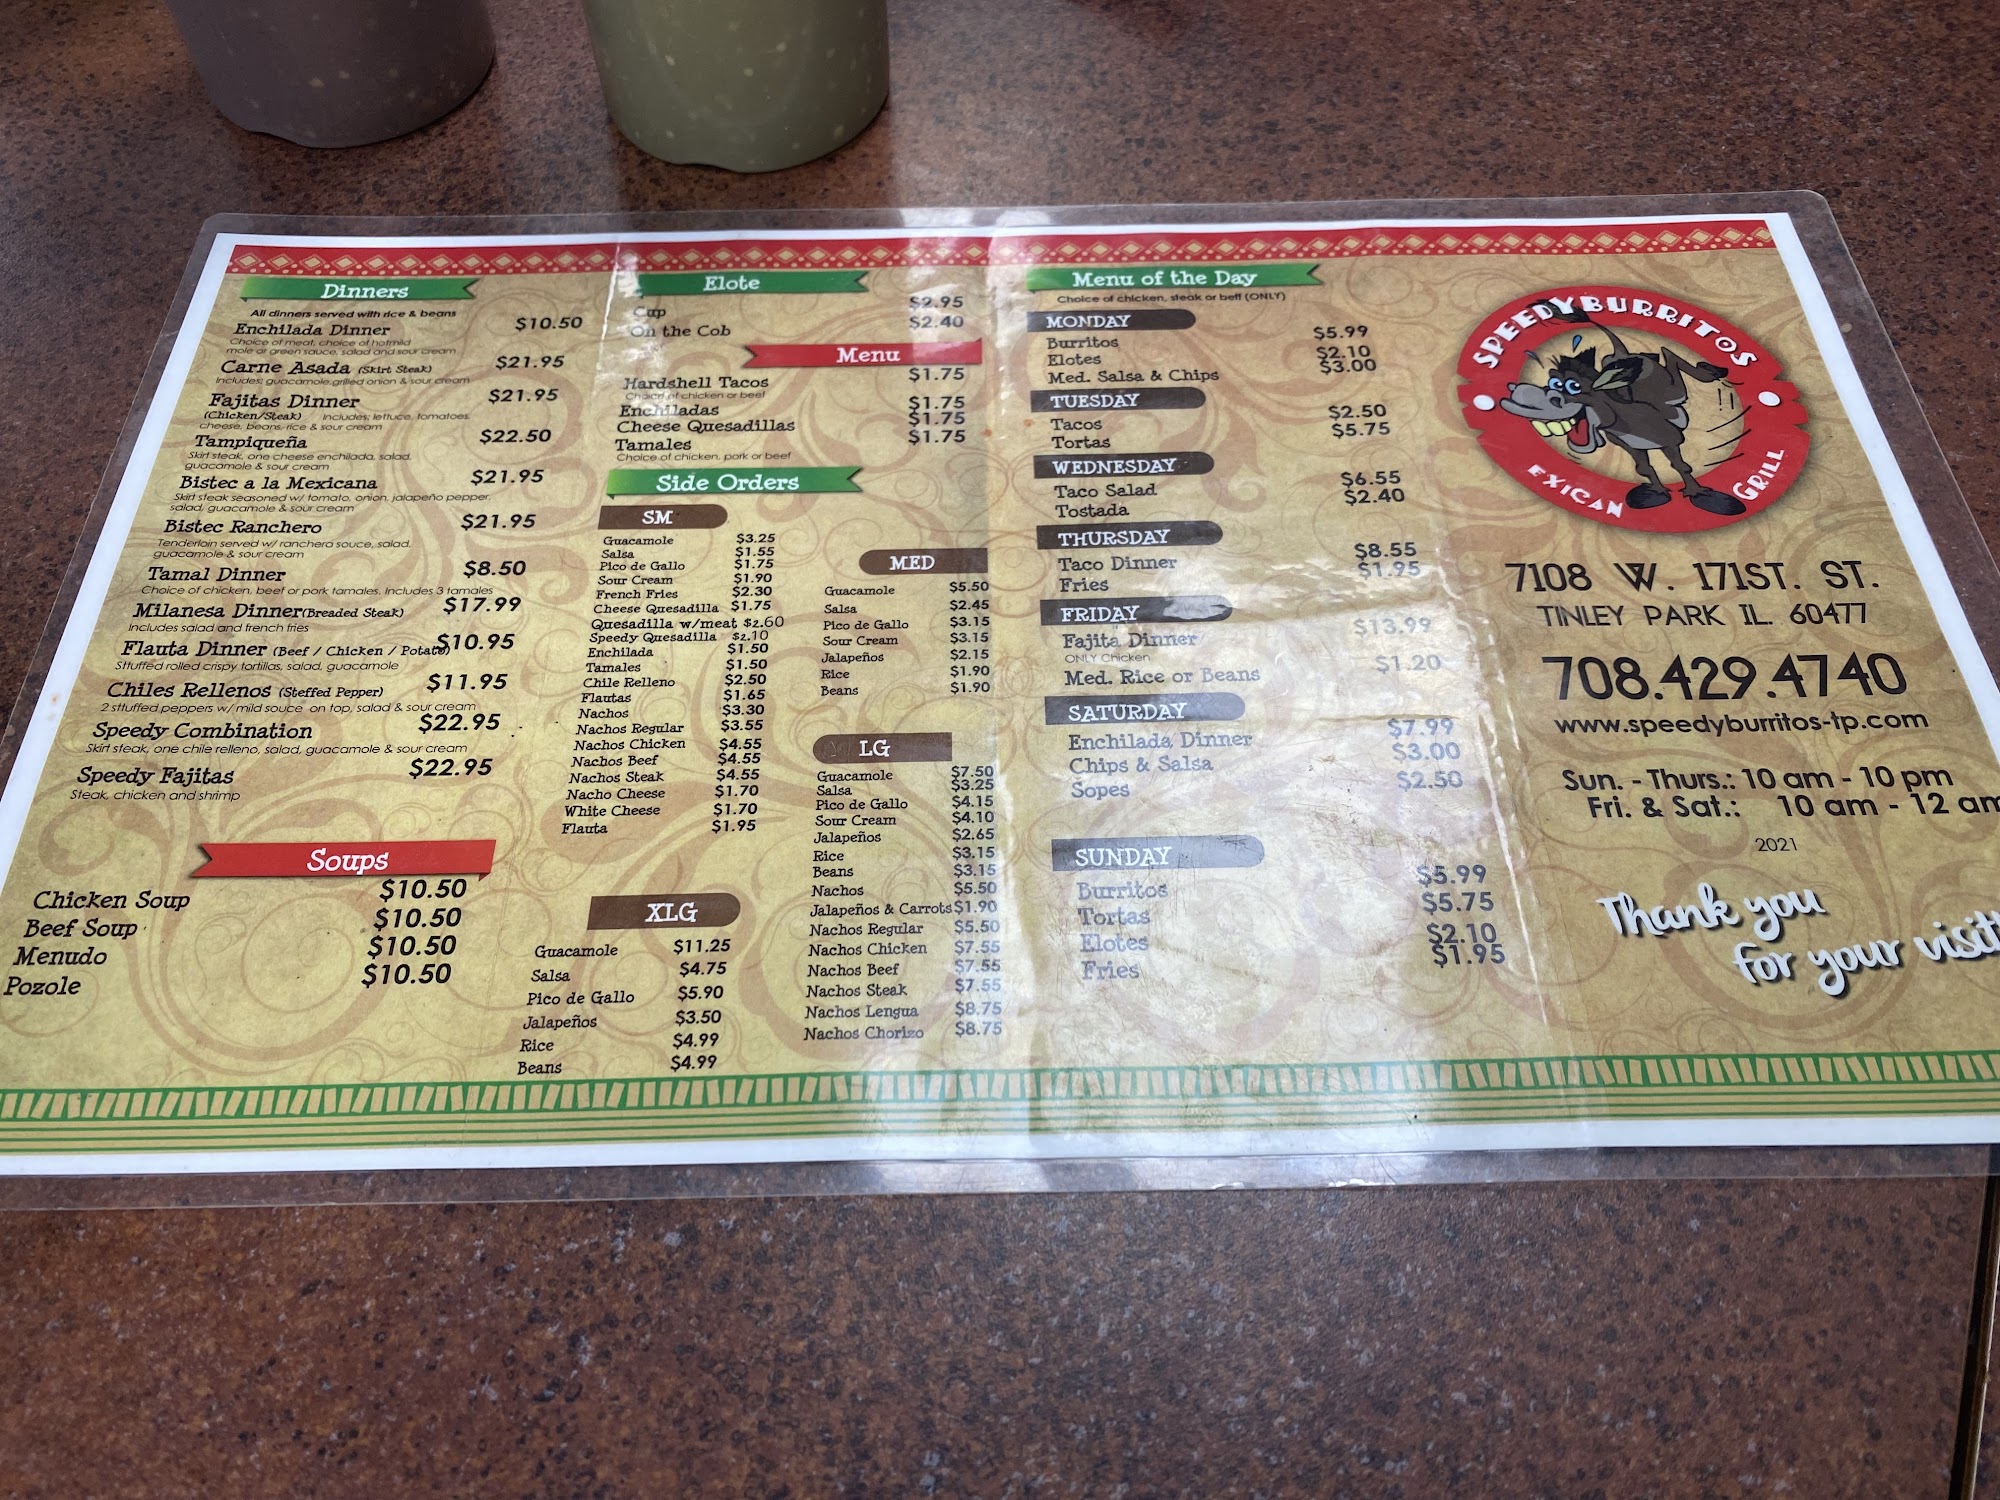 Dinners
All dinners served with rice & beans
Enchilada Dinner $10.50
Choice of meat, choice of hotmild
mole or green sauce, salad and sour cream
Carne Asada (Skirt Steak) $21.95
Includes: guacamole, grilled onion & sour cream
Fajitas Dinner $21.95
(Chicken/Steak) Includes: lettuce, tomatoes,
cheese, beans, rice & sour cream
Tampiqueña $22.50
Skirt steak, one cheese enchilada, salad,
guacamole & sour cream
Bistec a la Mexicana $21.95
Skirt steak seasoned w/ tomato, onion, jalapeño pepper,
salad, guacamole & sour cream
Bistec Ranchero $21.95
Tenderloin served w/ ranchera souce, salad,
guacamole & sour cream
Tamal Dinner $8.50
Choice of chicken, beet or pork tamales. Includes 3 tamales
Milanesa Dinner(Breaded Steak) $17.99
Includes salad and french fries
Flauta Dinner (Beef / Chicken / Potato) $10.95
Sttuffed rolled crispy tortillas, salad, guacamole
Chiles Rellenos (Steffed Pepper) $11.95
2 sttuffed peppers w/ mild souce on top, salad & sour cream
Speedy Combination $22.95
Skirt steak, one chile relleno, salad, guacamole & sour cream
Speedy Fajitas $22.95
Steak, chicken and shrimp
Soups
Chicken Soup $10.50
Beef Soup $10.50
Menudo $10.50
Pozole $10.50
Elote
Cup $2.95
On the Cob $2.40
Menu
Hardshell Tacos $1.75
Choice of chicken or beef
Enchiladas $1.75
Cheese Quesadillas $1.75
Tamales $1.75
Choice of chicken, pork or beef
Side Orders
SM
Guacamole $3.25
Salsa $1.55
Pico de Gallo $1.75
Sour Cream $1.90
French Fries $2.30
Cheese Quesadilla $1.75
Quesadilla w/meat $2.60
Speedy Quesadilla $2.10
Enchilada $1.50
Tamales $1.50
Chile Relleno $2.50
Flautas $1.65
Nachos $3.30
Nachos Regular $3.55
Nachos Chicken $4.55
Nachos Beef $4.55
Nachos Steak $4.55
Nacho Cheese $1.70
White Cheese $1.70
Flauta $1.95
XLG
Guacamole $11.25
Salsa $4.75
Pico de Gallo $5.90
Jalapeños $3.50
Rice $4.99
Beans $4.99
MED
Guacamole $5.50
Salsa $2.45
Pico de Gallo $3.15
Sour Cream $3.15
Jalapeños $2.15
Rice $1.90
Beans $1.90
LG
Guacamole $7.50
Salsa $3.25
Pico de Gallo $4.15
Sour Cream $4.10
Jalapeños $2.65
Rice $3.15
Beans $3.15
Nachos $5.50
Jalapeños & Carrots $1.90
Nachos Regular $5.50
Nachos Chicken $7.55
Nachos Beef $7.55
Nachos Steak $7.55
Nachos Lengua $8.75
Nachos Chorizo $8.75
Menu of the Day
Choice of chicken, steak or beff (ONLY)
MONDAY
Burritos $5.99
Elotes $2.10
Med. Salsa & Chips $3.00
TUESDAY
Tacos $2.50
Tortas $5.75
WEDNESDAY
Taco Salad $6.55
Tostada $2.40
THURSDAY
Taco Dinner $8.55
Fries $1.95
FRIDAY
Fajita Dinner $13.99
ONLY Chicken
Med. Rice or Beans $1.20
SATURDAY
Enchilada Dinner $7.99
Chips & Salsa $3.00
Sopes $2.50
SUNDAY
Burritos $5.99
Tortas $5.75
Elotes $2.10
Fries $1.95
SPEEDY BURRITOS
EXICAN GRILL
7108 W. 171ST. ST.
TINLEY PARK IL. 60477
708.429.4740
www.speedyburritos-tp.com
Sun. - Thurs.: 10 am - 10 pm
Fri. & Sat.: 10 am - 12 am
2021
Thank you
for your visit